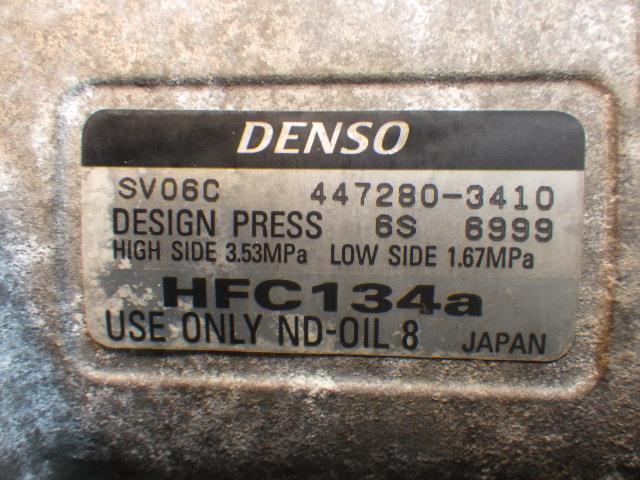 DENSO
SV06C 447280-3410
DESIGN PRESS 6S 6999
HIGH SIDE 3.53MPa LOW SIDE 1.67MPa
HFC134a
USE ONLY ND-OIL 8 JAPAN